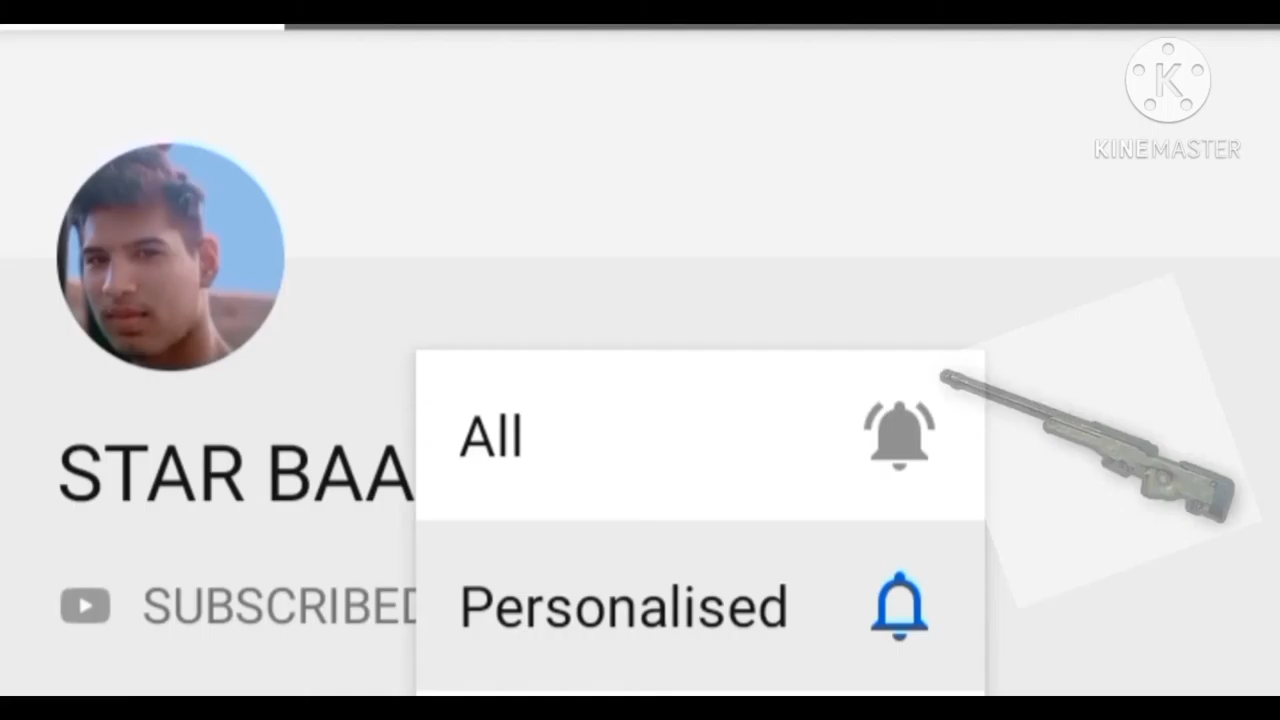 K
KINEMASTER
All
STAR BAA
Personalised
SUBSCRIBED